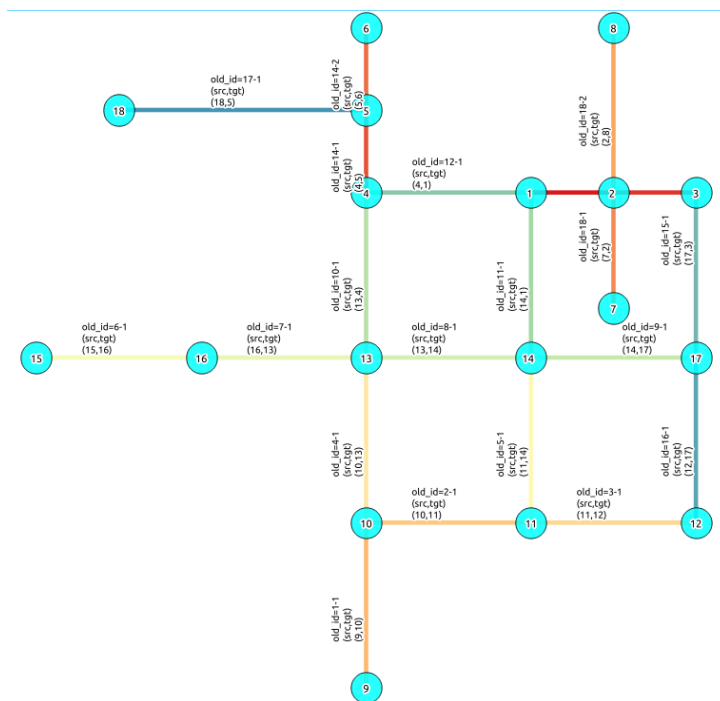 6
8
old_id=17-1
(src,tgt)
(18,5)
18
old_id=14-2
(src,tgt)
(5,6)
5
old_id=18-2
(src,tgt)
(2,8)
old_id=14-1
(src,tgt)
(4,5)
old_id=12-1
(src,tgt)
(4,1)
4
1
2
3
old_id=10-1
(src,tgt)
(13,4)
old_id=11-1
(src,tgt)
(14,1)
old_id=18-1
(src,tgt)
(7,2)
old_id=15-1
(src,tgt)
(17,3)
7
old_id=6-1
(src,tgt)
(15,16)
old_id=7-1
(src,tgt)
(16,13)
old_id=8-1
(src,tgt)
(13,14)
old_id=9-1
(src,tgt)
(14,17)
15
16
13
14
17
old_id=4-1
(src,tgt)
(10,13)
old_id=5-1
(src,tgt)
(11,14)
old_id=16-1
(src,tgt)
(12,17)
old_id=2-1
(src,tgt)
(10,11)
old_id=3-1
(src,tgt)
(11,12)
10
11
12
old_id=1-1
(src,tgt)
(9,10)
9